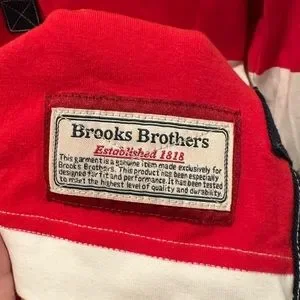 Brooks Brothers
Established 1818
This garment is a genuine item made exclusively for
Brooks Brothers. This product has been especially
designed for fit and performance. It has been tested
to meet the highest level of quality and durability.